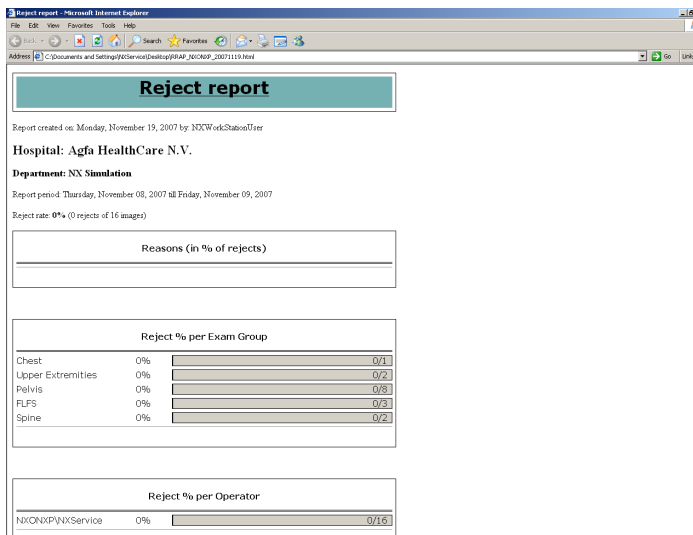 Reject report - Microsoft Internet Explorer
File Edit View Favorites Tools Help
Back Search Favorites
Address C:\Documents and Settings\NXService\Desktop\RRAP_NXONXP_20071119.html Go Link
Reject report
Report created on: Monday, November 19, 2007 by: NXWorkStationUser
Hospital: Agfa HealthCare N.V.
Department: NX Simulation
Report period: Thursday, November 08, 2007 till Friday, November 09, 2007
Reject rate: 0% (0 rejects of 16 images)
Reasons (in % of rejects)
Reject % per Exam Group
Chest 0% 0/1
Upper Extremities 0% 0/2
Pelvis 0% 0/8
FLFS 0% 0/3
Spine 0% 0/2
Reject % per Operator
NXONXP\NXService 0% 0/16